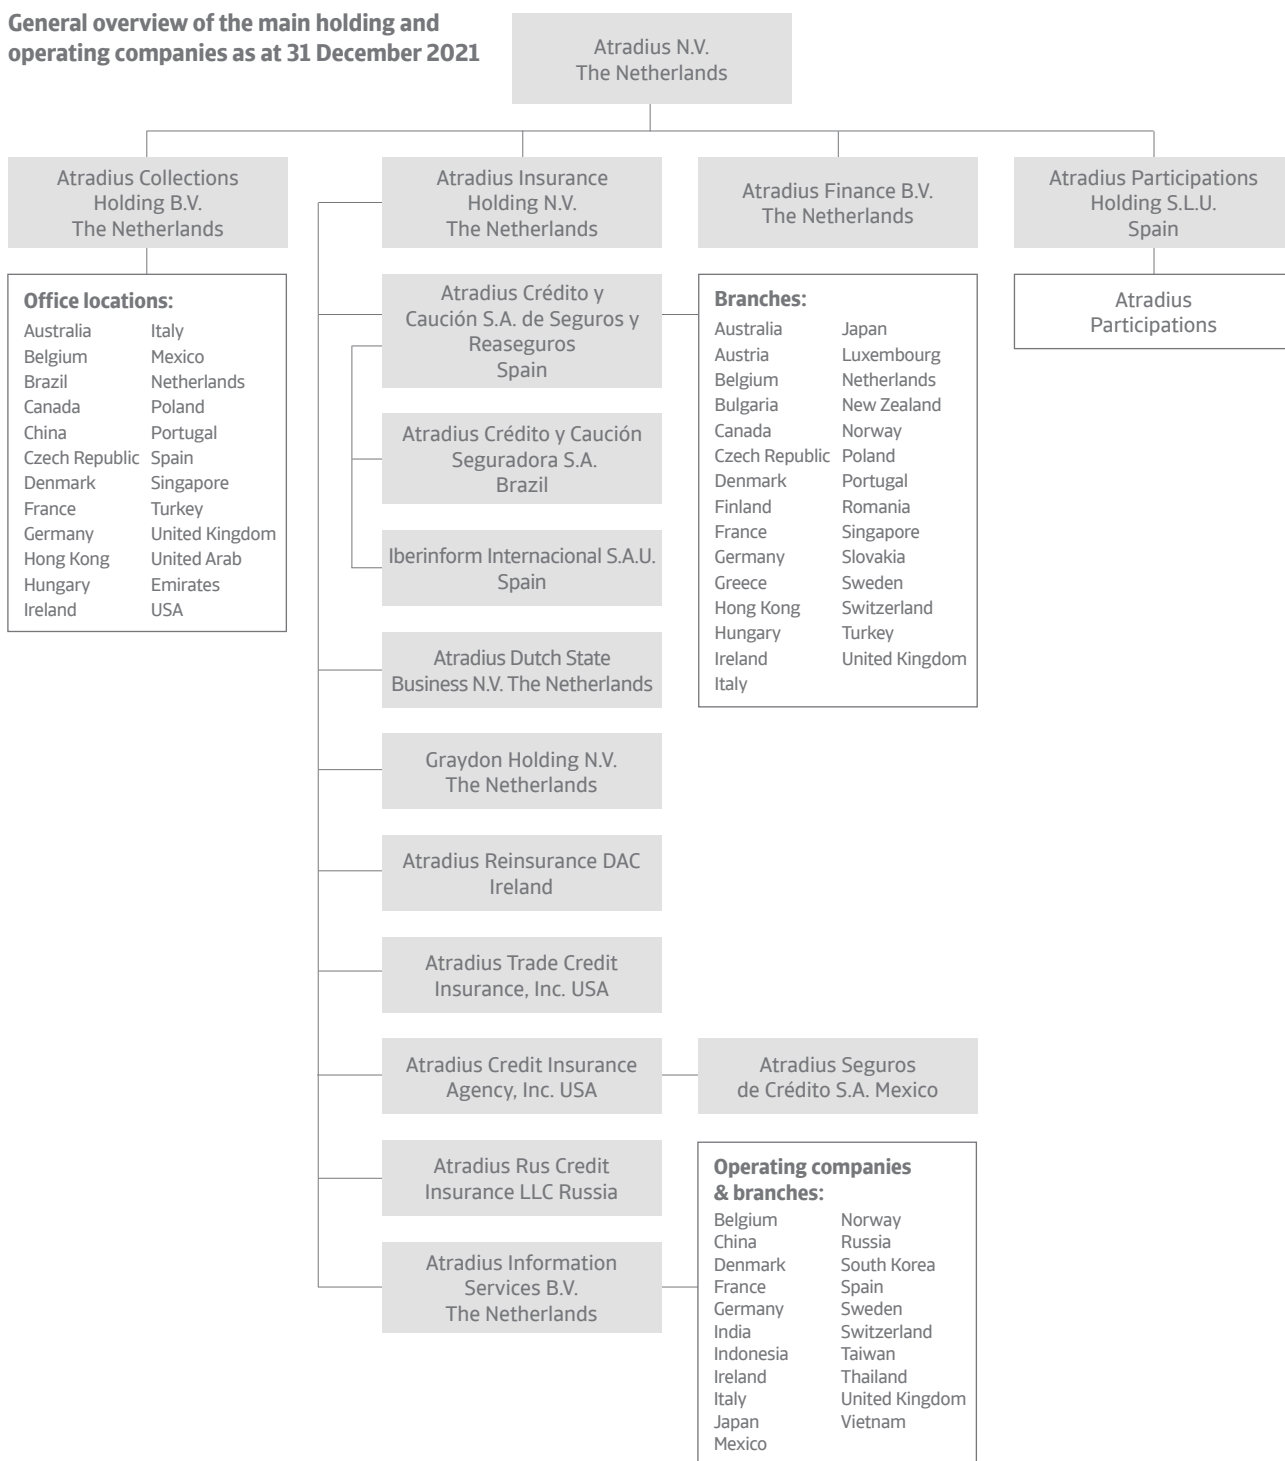 General overview of the main holding and
operating companies as at 31 December 2021
Atradius N.V.
The Netherlands
Atradius Collections
Holding B.V.
The Netherlands
Atradius Insurance
Holding N.V.
The Netherlands
Atradius Finance B.V.
The Netherlands
Atradius Participations
Holding S.L.U.
Spain
Office locations:
Australia
Belgium
Brazil
Canada
China
Czech Republic
Denmark
France
Germany
Hong Kong
Hungary
Ireland
Italy
Mexico
Netherlands
Poland
Portugal
Spain
Singapore
Turkey
United Kingdom
United Arab
Emirates
USA
Atradius Crédito y
Caución S.A. de Seguros y
Reaseguros
Spain
Branches:
Australia
Austria
Belgium
Bulgaria
Canada
Czech Republic
Denmark
Finland
France
Germany
Greece
Hong Kong
Hungary
Ireland
Italy
Japan
Luxembourg
Netherlands
New Zealand
Norway
Poland
Portugal
Romania
Singapore
Slovakia
Sweden
Switzerland
Turkey
United Kingdom
Atradius
Participations
Atradius Crédito y Caución
Seguradora S.A.
Brazil
Iberinform Internacional S.A.U.
Spain
Atradius Dutch State
Business N.V. The Netherlands
Graydon Holding N.V.
The Netherlands
Atradius Reinsurance DAC
Ireland
Atradius Trade Credit
Insurance, Inc. USA
Atradius Credit Insurance
Agency, Inc. USA
Atradius Seguros
de Crédito S.A. Mexico
Atradius Rus Credit
Insurance LLC Russia
Atradius Information
Services B.V.
The Netherlands
Operating companies
& branches:
Belgium
China
Denmark
France
Germany
India
Indonesia
Ireland
Italy
Japan
Mexico
Norway
Russia
South Korea
Spain
Sweden
Switzerland
Taiwan
Thailand
United Kingdom
Vietnam